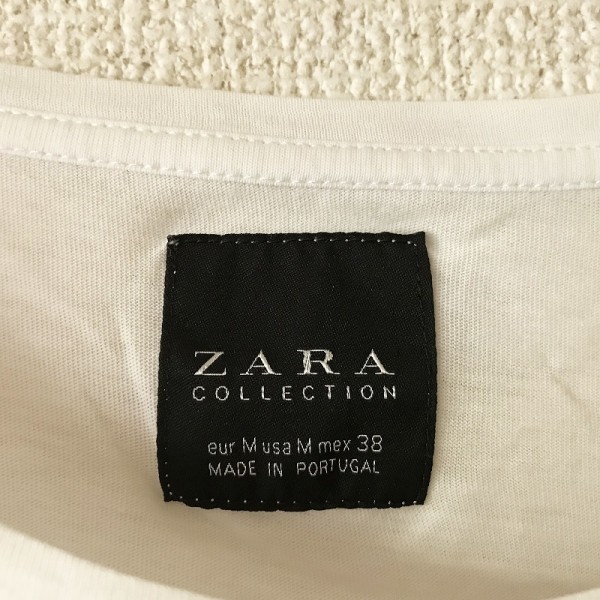 ZARA
COLLECTION
eur M usa M mex 38
MADE IN PORTUGAL